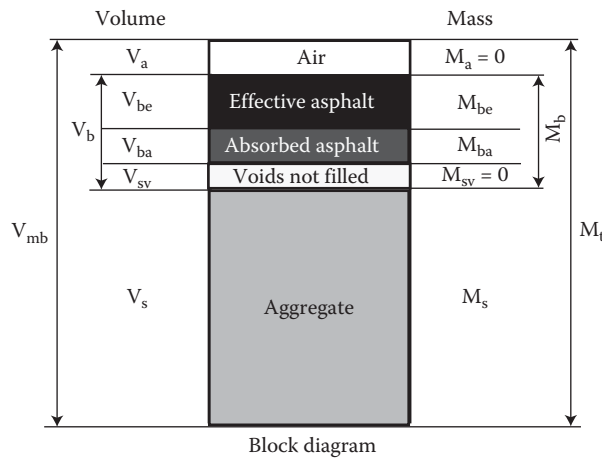 Volume Mass
V_a Air M_a = 0
V_be Effective asphalt M_be
V_b M_b
V_ba Absorbed asphalt M_ba
V_sv Voids not filled M_sv = 0
V_mb M_t
V_s Aggregate M_s
Block diagram